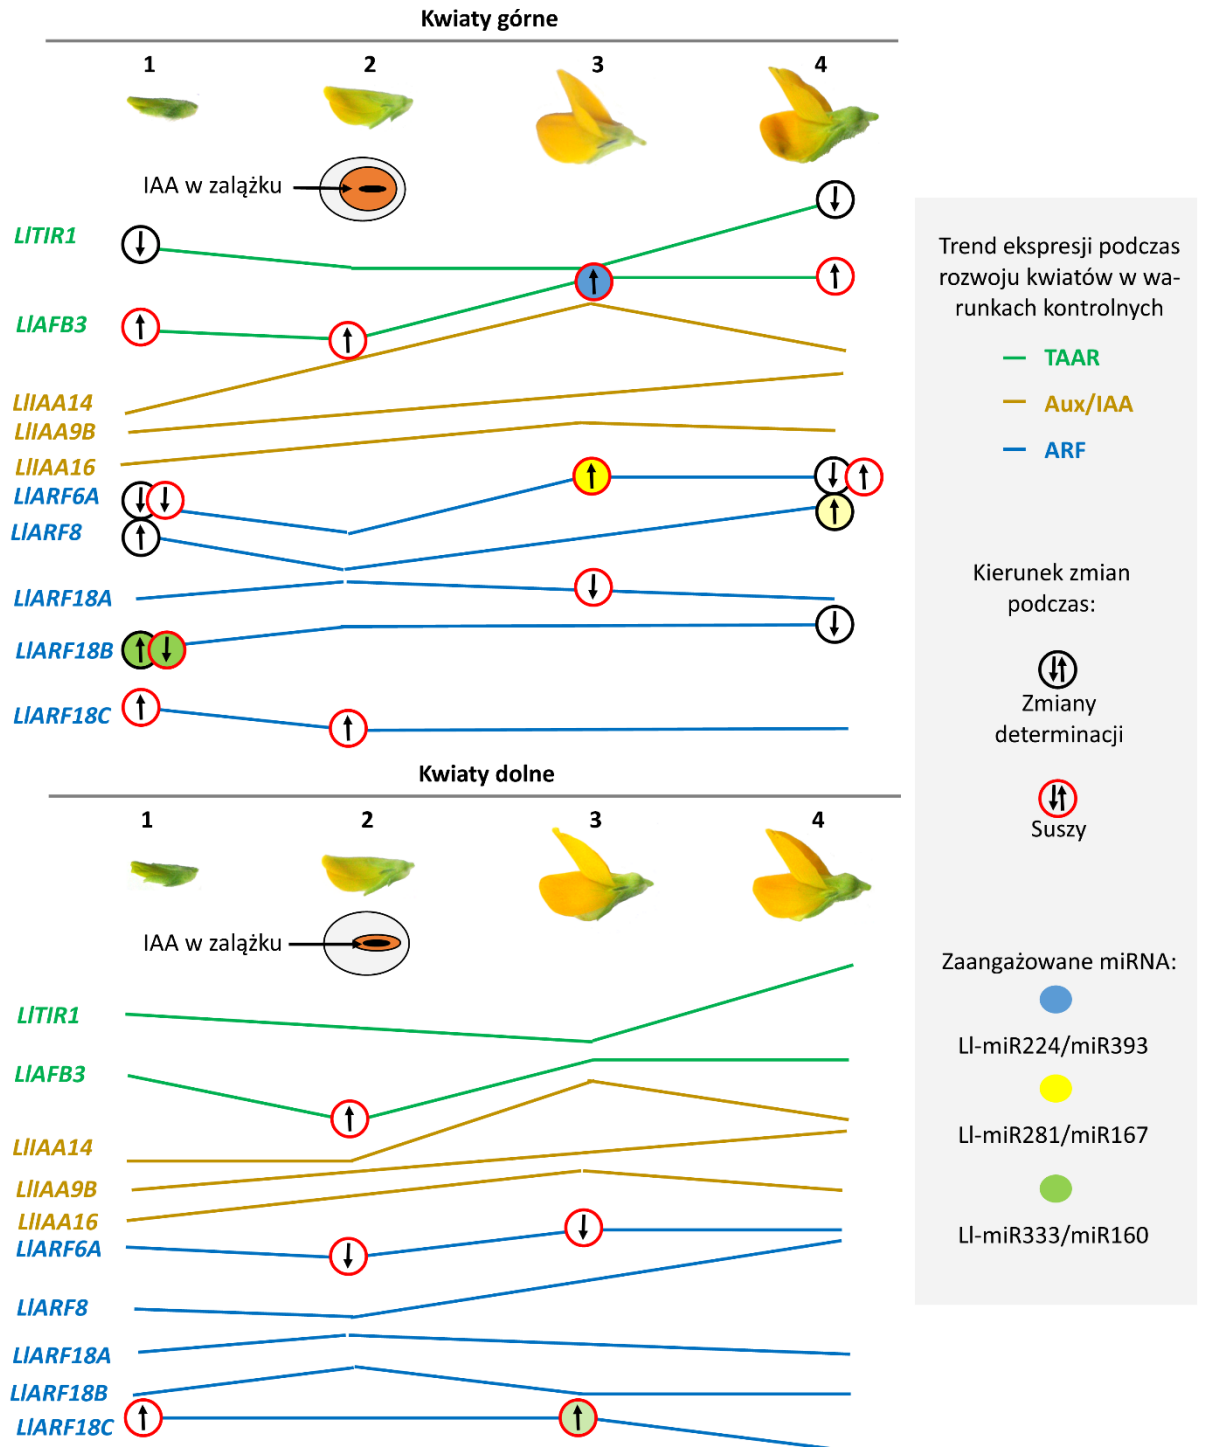 Kwiaty górne
1 2 3 4
IAA w zalążku
LlTIR1
LlAFB3
LlIAA14
LlIAA9B
LlIAA16
LlARF6A
LlARF8
LlARF18A
LlARF18B
LlARF18C
Kwiaty dolne
1 2 3 4
IAA w zalążku
LlTIR1
LlAFB3
LlIAA14
LlIAA9B
LlIAA16
LlARF6A
LlARF8
LlARF18A
LlARF18B
LlARF18C
Trend ekspresji podczas
rozwoju kwiatów w wa-
runkach kontrolnych
TAAR
Aux/IAA
ARF
Kierunek zmian
podczas:
Zmiany
determinacji
Suszy
Zaangażowane miRNA:
Ll-miR224/miR393
Ll-miR281/miR167
Ll-miR333/miR160